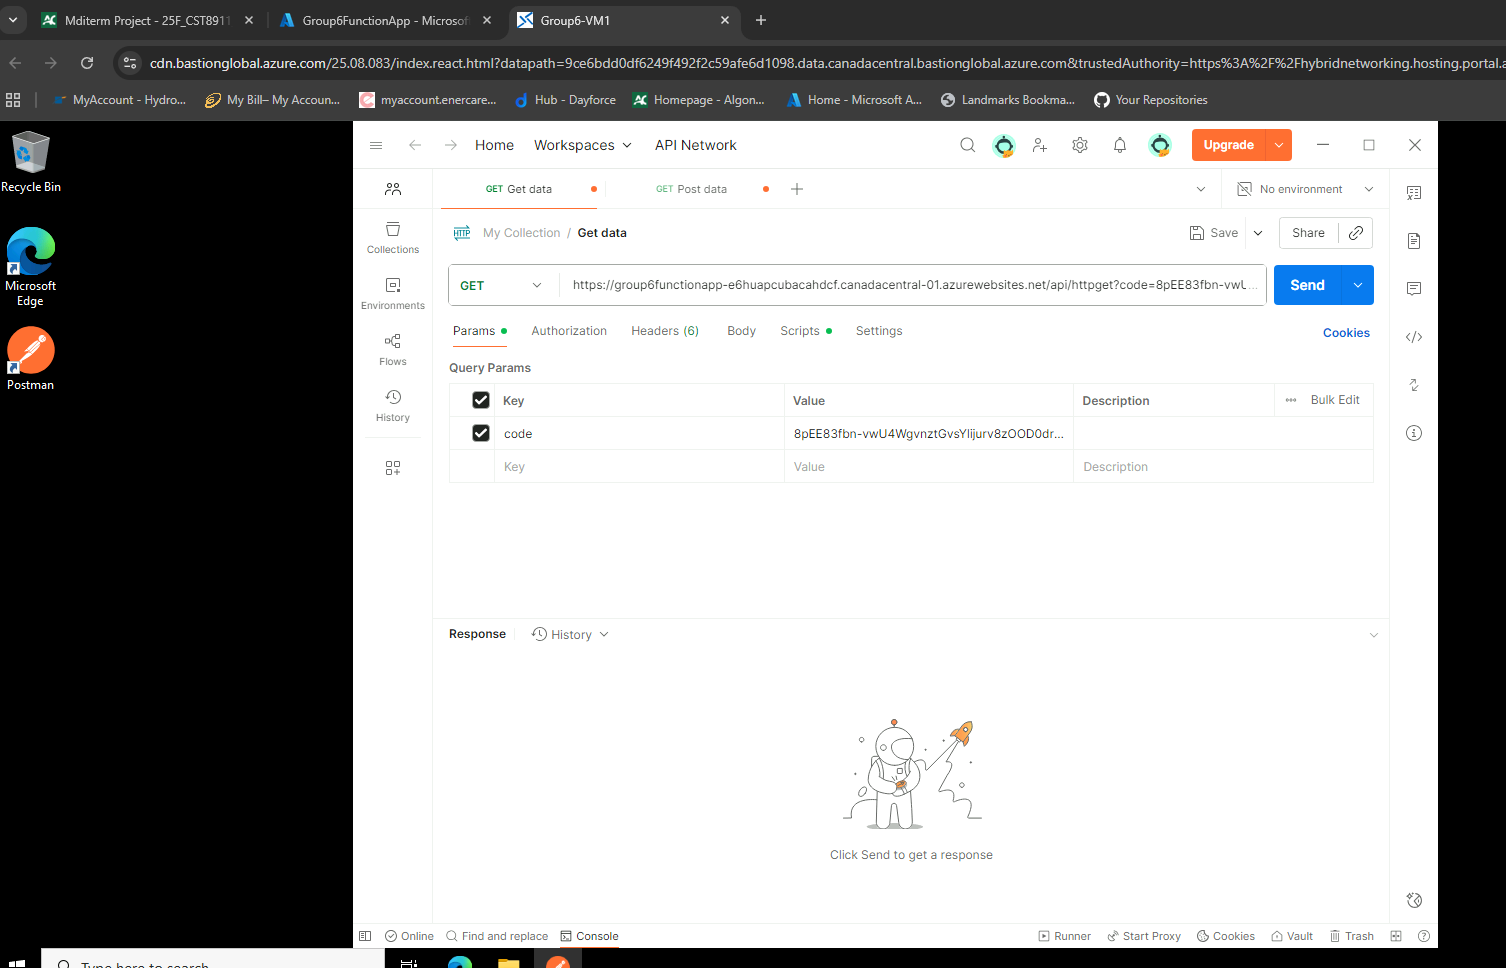 Mditerm Project - 25F_CST8911
Group6FunctionApp - Microsof
Group6-VM1
cdn.bastionglobal.azure.com/25.08.083/index.react.html?datapath=9ce6bdd0df6249f492f2c59afe6d1098.data.canadacentral.bastionglobal.azure.com&trustedAuthority=https%3A%2F%2Fhybridnetworking.hosting.portal.a
MyAccount - Hydro...
My Bill– My Accoun...
myaccount.enercare...
Hub - Dayforce
Homepage - Algon...
Home - Microsoft A...
Landmarks Bookma...
Your Repositories
Recycle Bin
Microsoft
Edge
Postman
Home Workspaces API Network
Upgrade
GET Get data
GET Post data
No environment
Collections
Environments
Flows
History
HTTP My Collection / Get data
Save
Share
GET
https://group6functionapp-e6huapcubacahdcf.canadacentral-01.azurewebsites.net/api/httpget?code=8pEE83fbn-vwU...
Send
Params Authorization Headers (6) Body Scripts Settings
Cookies
Query Params
Key Value Description Bulk Edit
code 8pEE83fbn-vwU4WgvnztGvsYlijurv8zOOD0dr...
Key Value Description
Response History
Click Send to get a response
Online Find and replace Console
Runner Start Proxy Cookies Vault Trash
Type here to search